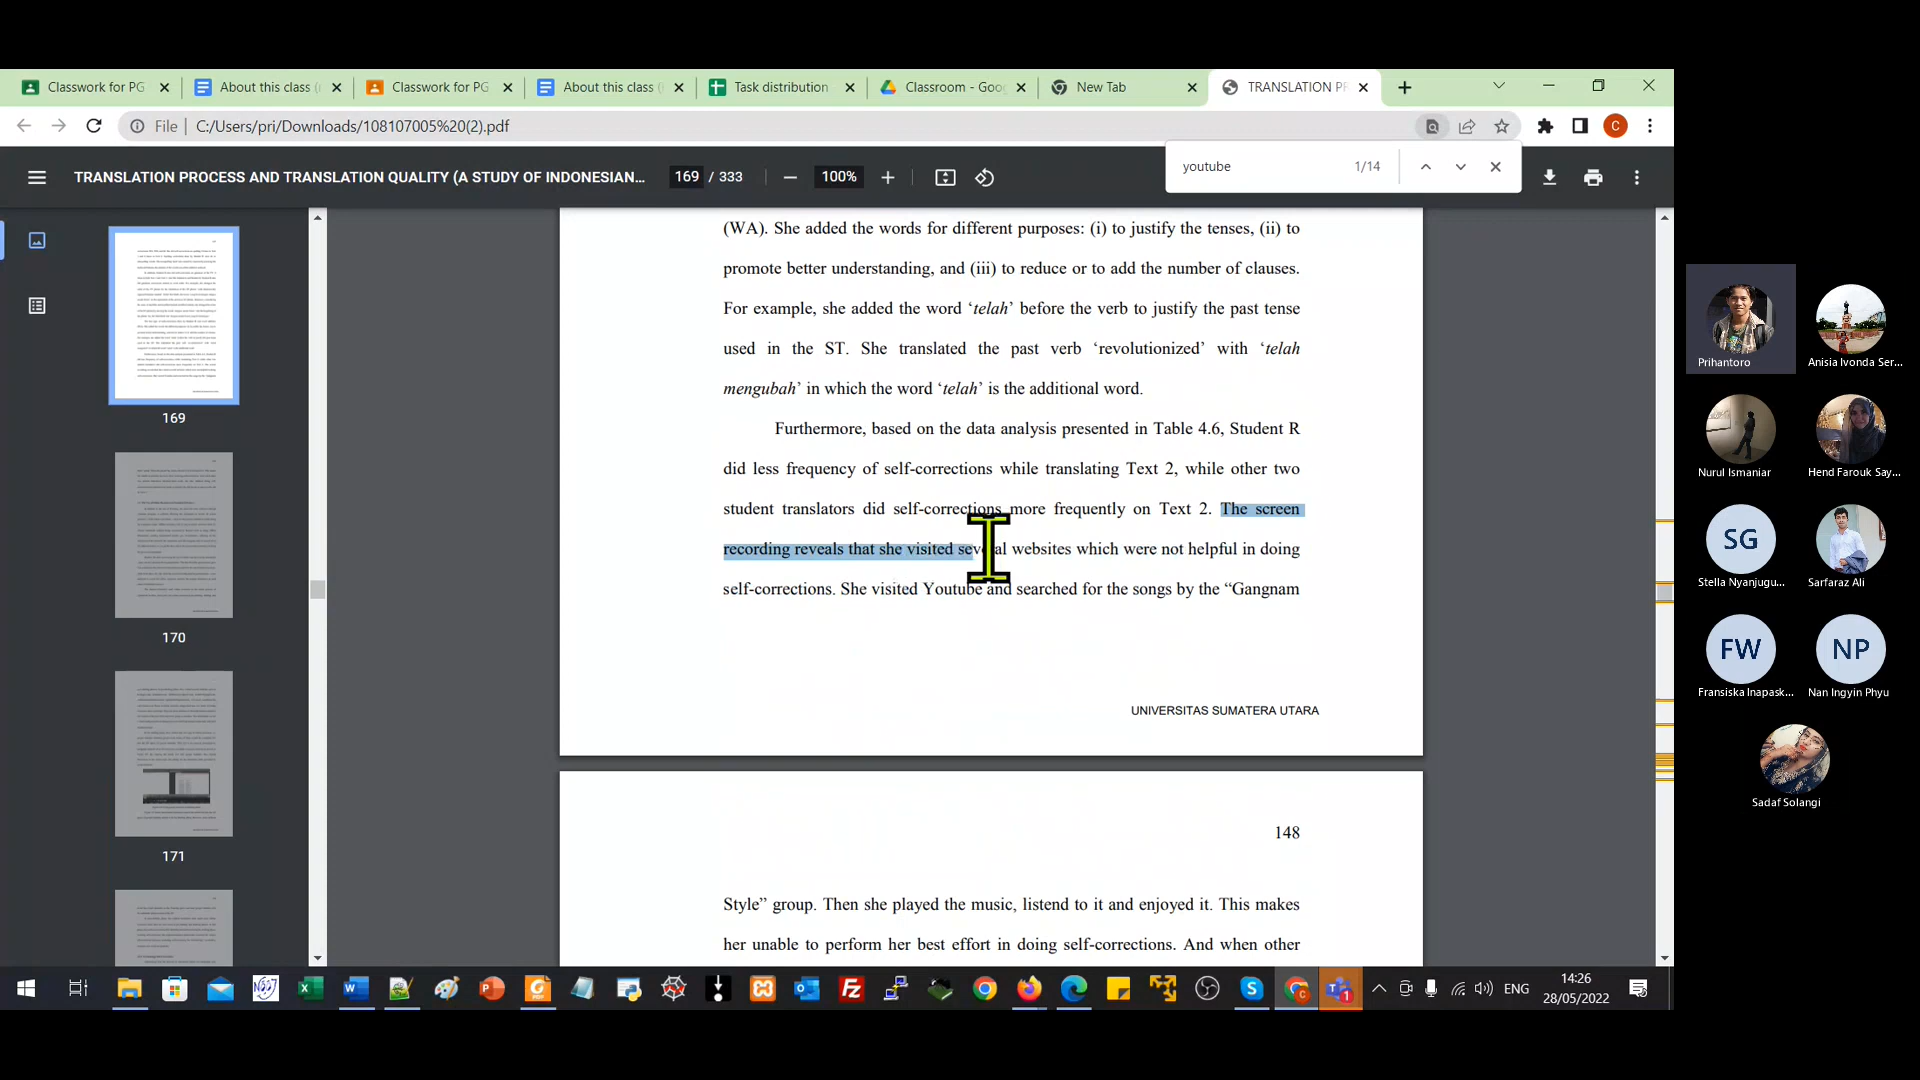 Classwork for PG
About this class (
Classwork for PG
About this class (
Task distribution
Classroom - Goo
New Tab
TRANSLATION PR
File
C:/Users/pri/Downloads/108107005%20(2).pdf
C
youtube
1/14
TRANSLATION PROCESS AND TRANSLATION QUALITY (A STUDY OF INDONESIAN...
169 / 333
100%
(WA). She added the words for different purposes: (i) to justify the tenses, (ii) to
promote better understanding, and (iii) to reduce or to add the number of clauses.
For example, she added the word ‘telah’ before the verb to justify the past tense
used in the ST. She translated the past verb ‘revolutionized’ with ‘telah
mengubah’ in which the word ‘telah’ is the additional word.
Furthermore, based on the data analysis presented in Table 4.6, Student R
did less frequency of self-corrections while translating Text 2, while other two
student translators did self-corrections more frequently on Text 2. The screen
recording reveals that she visited several websites which were not helpful in doing
self-corrections. She visited Youtube and searched for the songs by the “Gangnam
UNIVERSITAS SUMATERA UTARA
148
Style” group. Then she played the music, listend to it and enjoyed it. This makes
her unable to perform her best effort in doing self-corrections. And when other
169
170
171
Prihantoro
Anisia Ivonda Ser...
Nurul Ismaniar
Hend Farouk Say...
SG
Stella Nyanjugu...
Sarfaraz Ali
FW
Fransiska Inapask...
NP
Nan Ingyin Phyu
Sadaf Solangi
ENG
14:26
28/05/2022